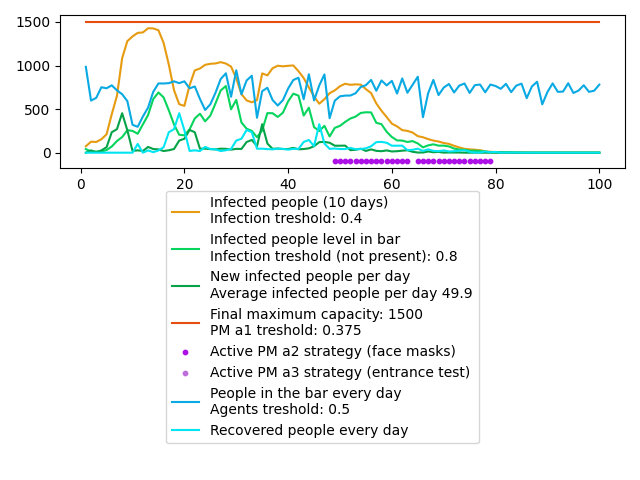 1500
1000
500
0
0
20
40
60
80
100
Infected people (10 days)
Infection treshold: 0.4
Infected people level in bar
Infection treshold (not present): 0.8
New infected people per day
Average infected people per day 49.9
Final maximum capacity: 1500
PM a1 treshold: 0.375
Active PM a2 strategy (face masks)
Active PM a3 strategy (entrance test)
People in the bar every day
Agents treshold: 0.5
Recovered people every day